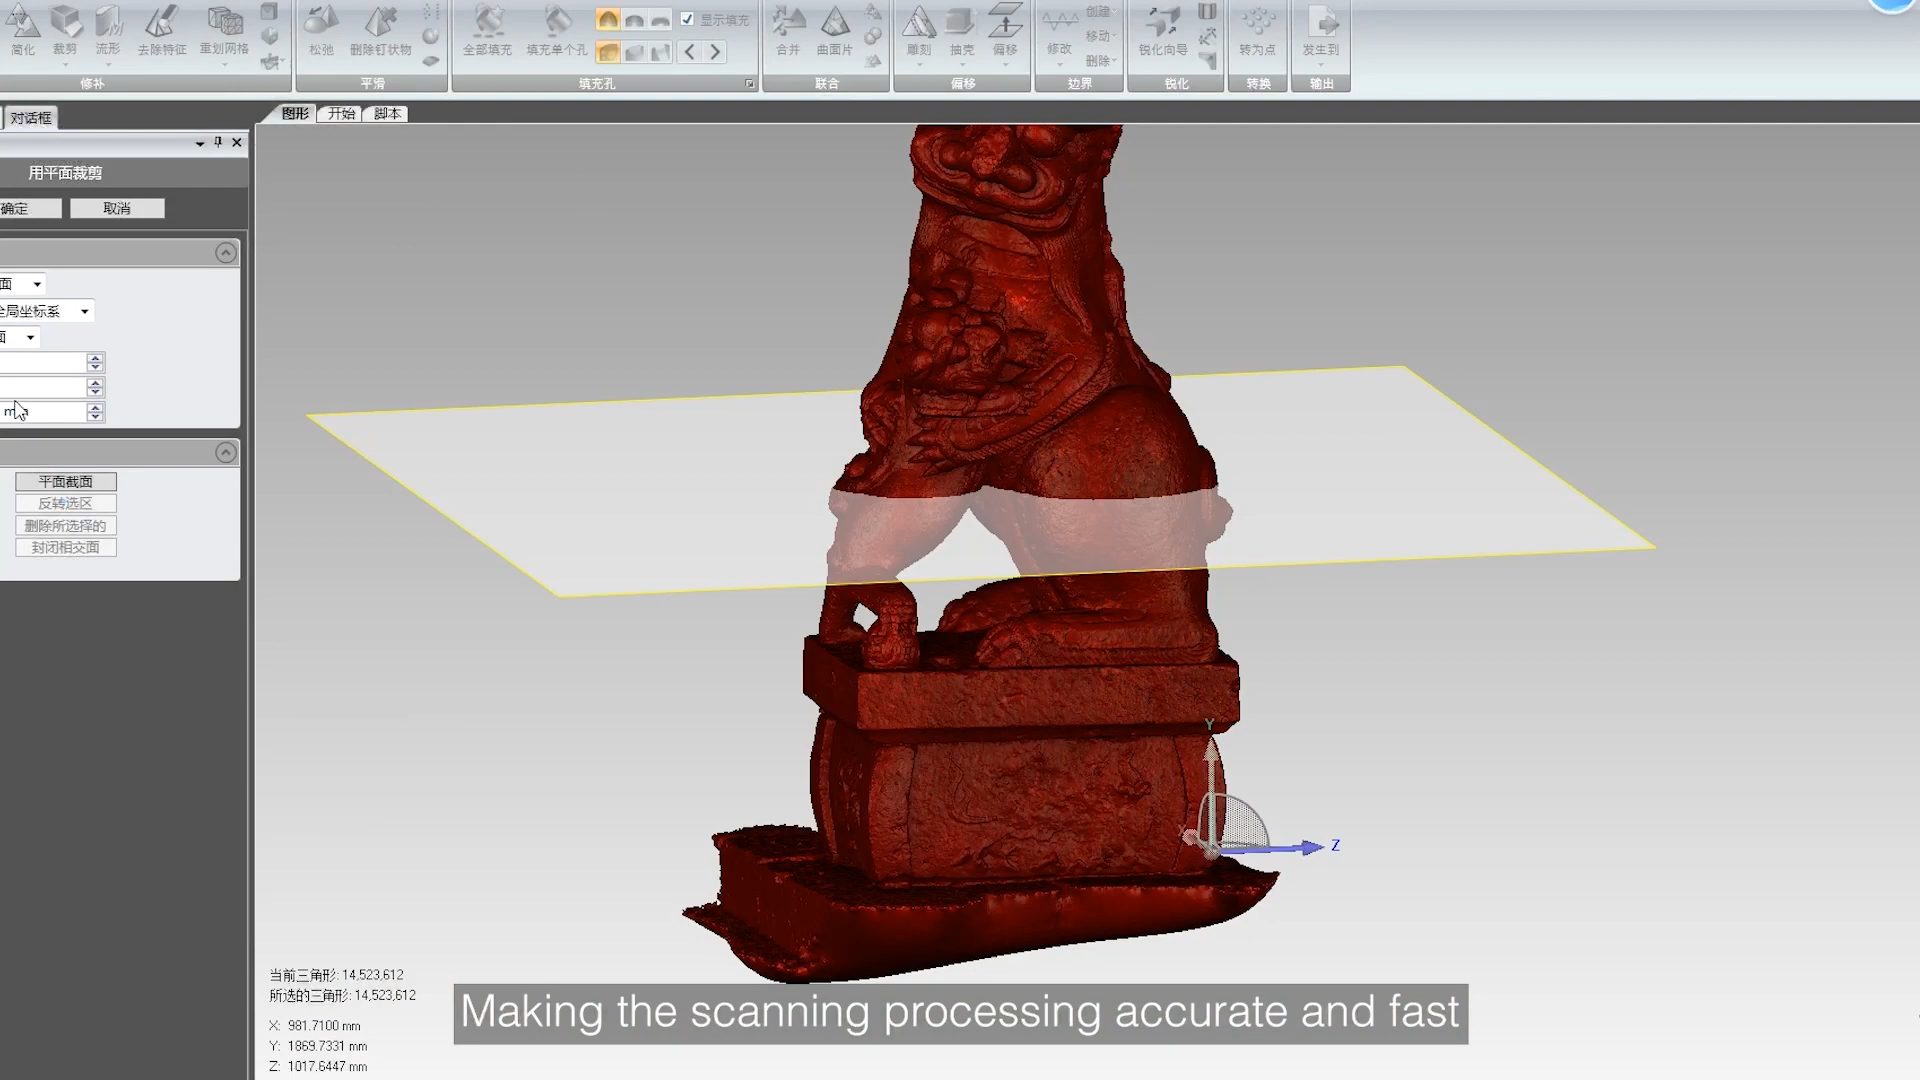 简化 裁剪 流形 去除特征 重划网格
松弛 删除钉状物
全部填充 填充单个孔 显示填充
合并 曲面片
雕刻 抽壳 偏移
修改 创建 移动 删除
锐化向导
转为点
发生到
修补 平滑 填充孔 联合 偏移 边界 锐化 转换 输出
对话框
图形 开始 脚本
用平面裁剪
确定 取消
面
全局坐标系
面
平面截面
反转选区
删除所选择的
封闭相交面
Y
X
Z
当前三角形: 14,523,612
所选的三角形: 14,523,612
X: 981.7100 mm
Y: 1869.7331 mm
Z: 1017.6447 mm
Making the scanning processing accurate and fast